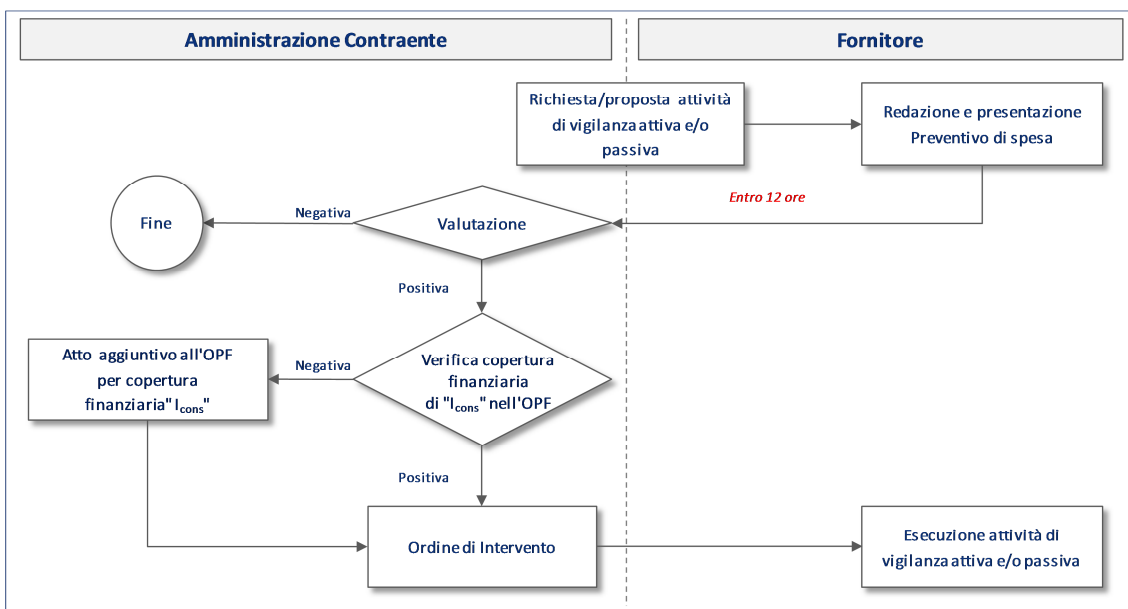 Amministrazione Contraente
Fornitore
Richiesta/proposta attività
di vigilanza attiva e/o
passiva
Redazione e presentazione
Preventivo di spesa
Entro 12 ore
Fine
Negativa
Valutazione
Positiva
Atto aggiuntivo all'OPF
per copertura
finanziaria" Icons"
Negativa
Verifica copertura
finanziaria
di "Icons" nell'OPF
Positiva
Ordine di Intervento
Esecuzione attività di
vigilanza attiva e/o passiva